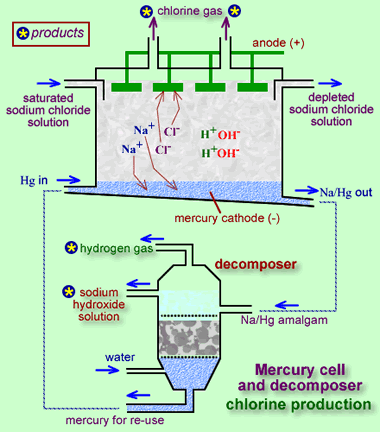 chlorine gas
products
anode (+)
saturated
sodium chloride
solution
depleted
sodium chloride
solution
Na⁺ Cl⁻
Na⁺ Cl⁻
H⁺OH⁻
H⁺OH⁻
Hg in
Na/Hg out
mercury cathode (-)
hydrogen gas
decomposer
sodium
hydroxide
solution
Na/Hg amalgam
water
Mercury cell
and decomposer
chlorine production
mercury for re-use